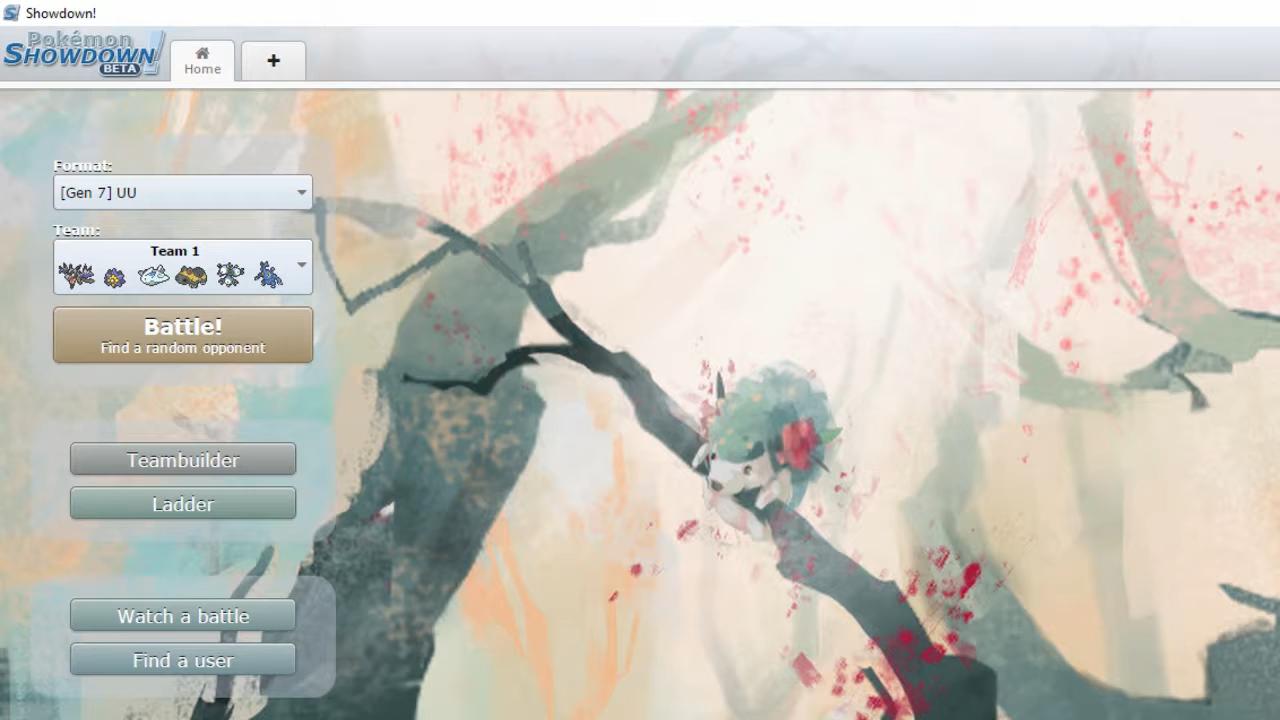 Showdown!
Pokémon
SHOWDOWN!
BETA
Home
+
Format:
[Gen 7] UU
Team:
Team 1
Battle!
Find a random opponent
Teambuilder
Ladder
Watch a battle
Find a user